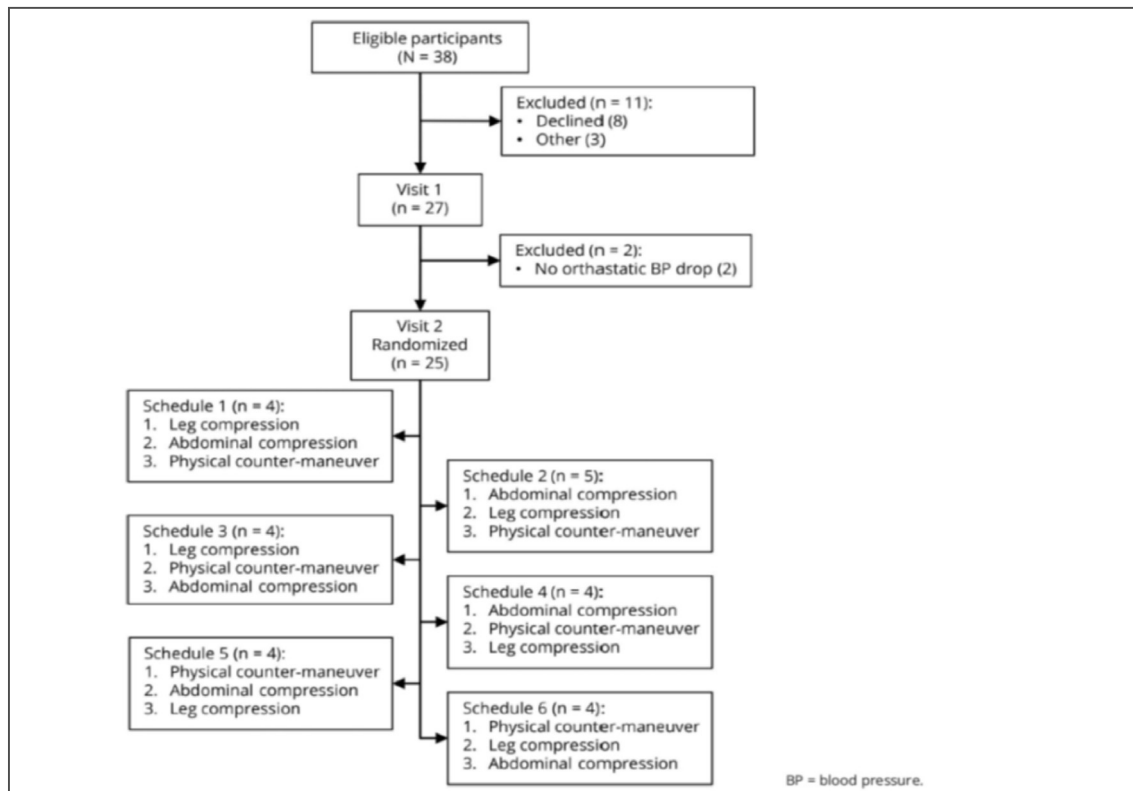 Eligible participants
(N = 38)
Excluded (n = 11):
• Declined (8)
• Other (3)
Visit 1
(n = 27)
Excluded (n = 2):
• No orthastatic BP drop (2)
Visit 2
Randomized
(n = 25)
Schedule 1 (n = 4):
1. Leg compression
2. Abdominal compression
3. Physical counter-maneuver
Schedule 2 (n = 5):
1. Abdominal compression
2. Leg compression
3. Physical counter-maneuver
Schedule 3 (n = 4):
1. Leg compression
2. Physical counter-maneuver
3. Abdominal compression
Schedule 4 (n = 4):
1. Abdominal compression
2. Physical counter-maneuver
3. Leg compression
Schedule 5 (n = 4):
1. Physical counter-maneuver
2. Abdominal compression
3. Leg compression
Schedule 6 (n = 4):
1. Physical counter-maneuver
2. Leg compression
3. Abdominal compression
BP = blood pressure.